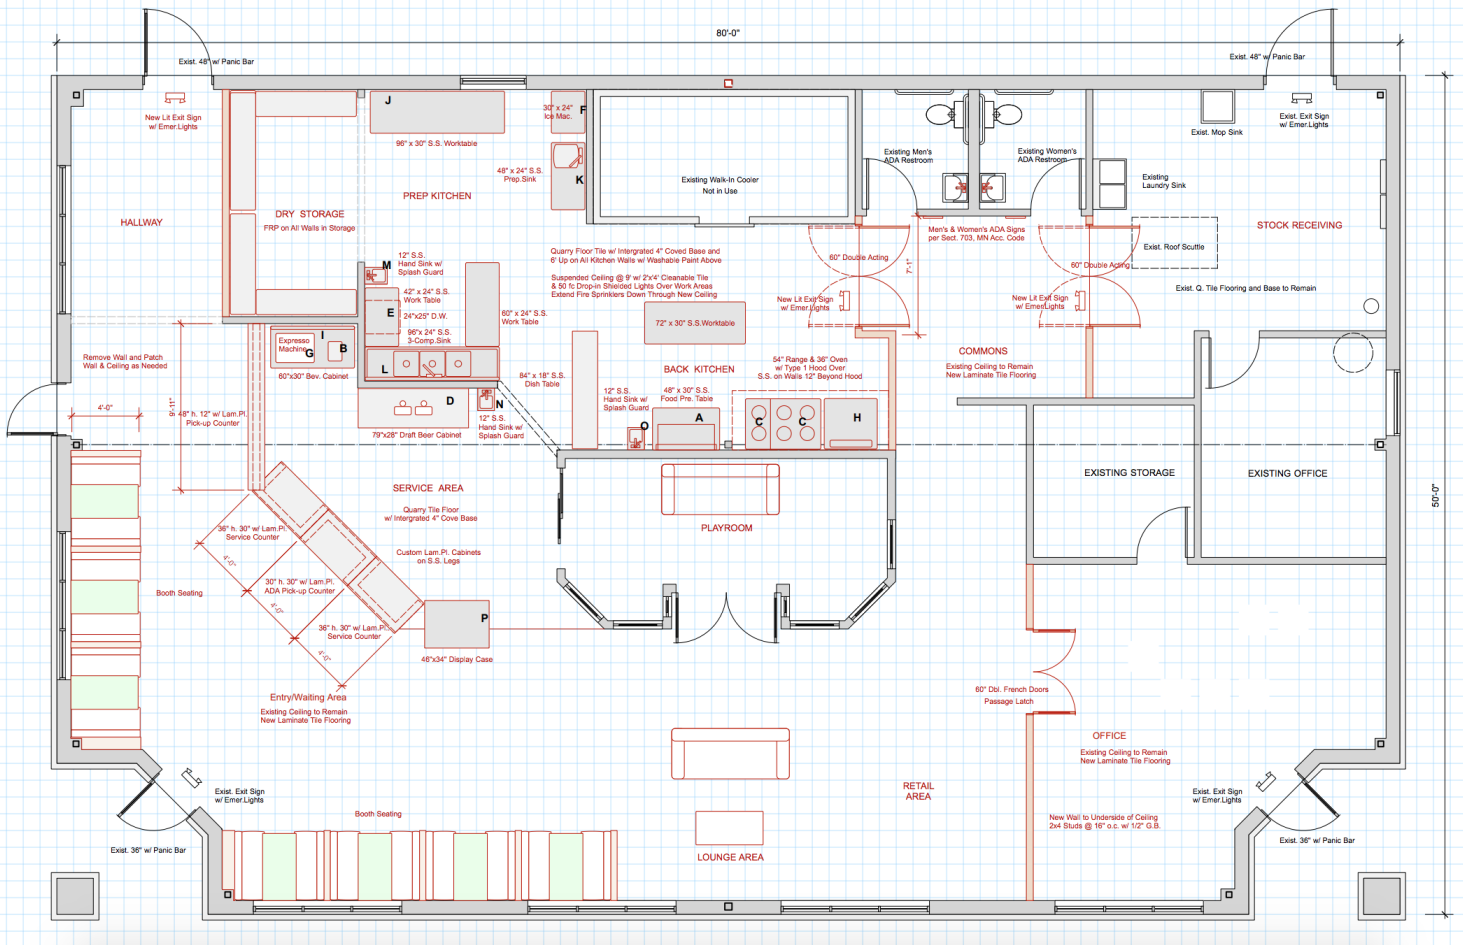 80'-0"
Exist. 48" w/ Panic Bar
Exist. 48" w/ Panic Bar
New Lit Exit Sign
w/ Emer.Lights
J
96" x 30" S.S. Worktable
30" x 24"
Ice Mac.
F
48" x 24" S.S.
Prep.Sink
K
Existing Walk-In Cooler
Not in Use
Existing Men's
ADA Restroom
Existing Women's
ADA Restroom
Exist. Mop Sink
Exist. Exit Sign
w/ Emer.Lights
Existing
Laundry Sink
HALLWAY
DRY STORAGE
FRP on All Walls in Storage
PREP KITCHEN
STOCK RECEIVING
Men's & Women's ADA Signs
per Sect. 703, MN Acc. Code
Exist. Roof Scuttle
Quarry Floor Tile w/ Intergrated 4" Coved Base and
6' Up on All Kitchen Walls w/ Washable Paint Above
Suspended Ceiling @ 9' w/ 2'x'4' Cleanable Tile
& 50 fc Drop-in Shielded Lights Over Work Areas
Extend Fire Sprinklers Down Through New Ceiling
60" Double Acting
7'-1"
60" Double Acting
M
12" S.S.
Hand Sink w/
Splash Guard
42" x 24" S.S.
Work Table
E
24"x25" D.W.
96"x 24" S.S.
3-Comp.Sink
60" x 24" S.S.
Work Table
72" x 30" S.S.Worktable
New Lit Exit Sign
w/ Emer.Lights
New Lit Exit Sign
w/ Emer.Lights
Exist. Q. Tile Flooring and Base to Remain
Expresso
Machine
I
G
B
60"x30" Bev. Cabinet
L
Remove Wall and Patch
Wall & Ceiling as Needed
84" x 18" S.S.
Dish Table
BACK KITCHEN
54" Range & 36" Oven
w/ Type 1 Hood Over
S.S. on Walls 12" Beyond Hood
COMMONS
Existing Ceiling to Remain
New Laminate Tile Flooring
4'-0"
9'-11"
48" h. 12" w/ Lam.Pl.
Pick-up Counter
D
79"x28" Draft Beer Cabinet
N
12" S.S.
Hand Sink w/
Splash Guard
12" S.S.
Hand Sink w/
Splash Guard
O
48" x 30" S.S.
Food Pre. Table
A
C
C
H
EXISTING STORAGE
EXISTING OFFICE
50'-0"
SERVICE AREA
Quarry Tile Floor
w/ Intergrated 4" Cove Base
Custom Lam.Pl. Cabinets
on S.S. Legs
PLAYROOM
36" h. 30" w/ Lam.Pl.
Service Counter
4'-0"
30" h. 30" w/ Lam.Pl.
ADA Pick-up Counter
4'-0"
36" h. 30" w/ Lam.Pl.
Service Counter
4'-0"
P
46"x34" Display Case
Booth Seating
Entry/Waiting Area
Existing Ceiling to Remain
New Laminate Tile Flooring
60" Dbl. French Doors
Passage Latch
OFFICE
Existing Ceiling to Remain
New Laminate Tile Flooring
Exist. Exit Sign
w/ Emer.Lights
RETAIL
AREA
Exist. Exit Sign
w/ Emer.Lights
Booth Seating
New Wall to Underside of Ceiling
2x4 Studs @ 16" o.c. w/ 1/2" G.B.
Exist. 36" w/ Panic Bar
LOUNGE AREA
Exist. 36" w/ Panic Bar